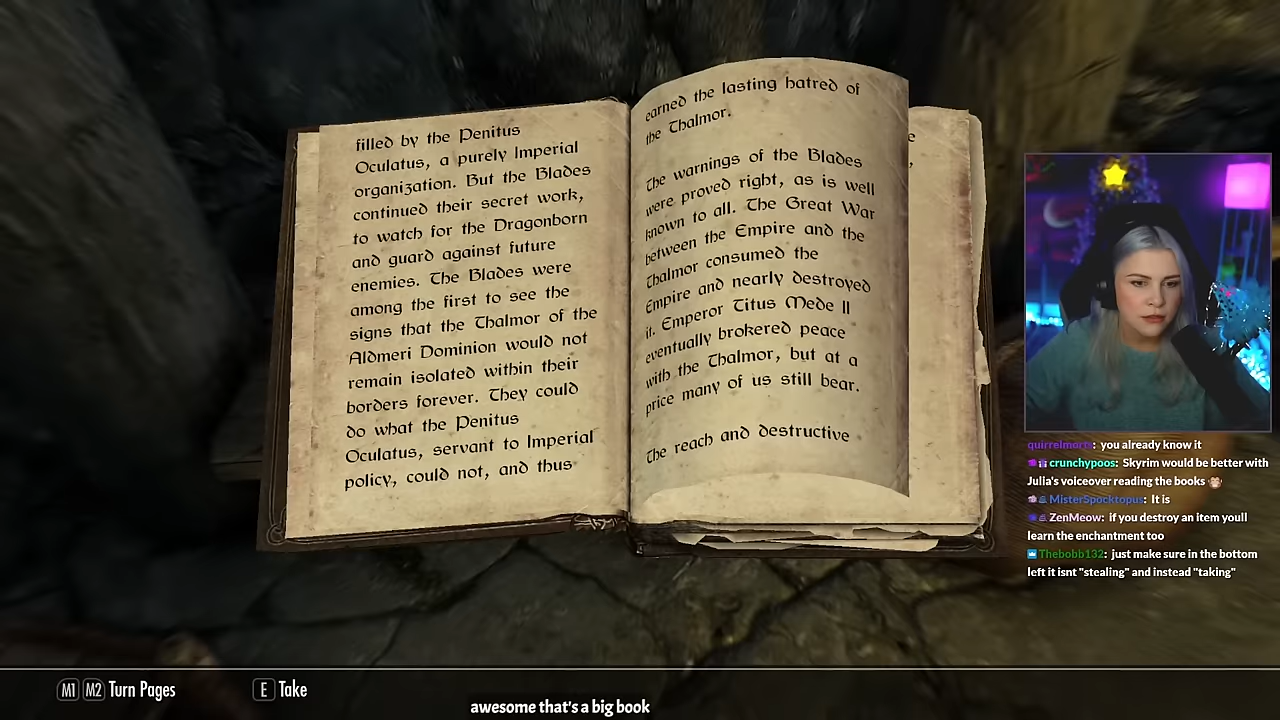 filled by the Penitus
Oculatus, a purely Imperial
organization. But the Blades
continued their secret work,
to watch for the Dragonborn
and guard against future
enemies. The Blades were
among the first to see the
signs that the Thalmor of the
Aldmeri Dominion would not
remain isolated within their
borders forever. They could
do what the Penitus
Oculatus, servant to Imperial
policy, could not, and thus
earned the lasting hatred of
the Thalmor.
The warnings of the Blades
were proved right, as is well
known to all. The Great War
between the Empire and the
Thalmor consumed the
Empire and nearly destroyed
it. Emperor Titus Mede II
eventually brokered peace
with the Thalmor, but at a
price many of us still bear.
The reach and destructive
quirrelmorts: you already know it
crunchypoos: Skyrim would be better with
Julia's voiceover reading the books
MisterSpocktopus: It is
ZenMeow: if you destroy an item youll
learn the enchantment too
Thebobb132: just make sure in the bottom
left it isnt "stealing" and instead "taking"
M1 M2 Turn Pages
E Take
awesome that's a big book